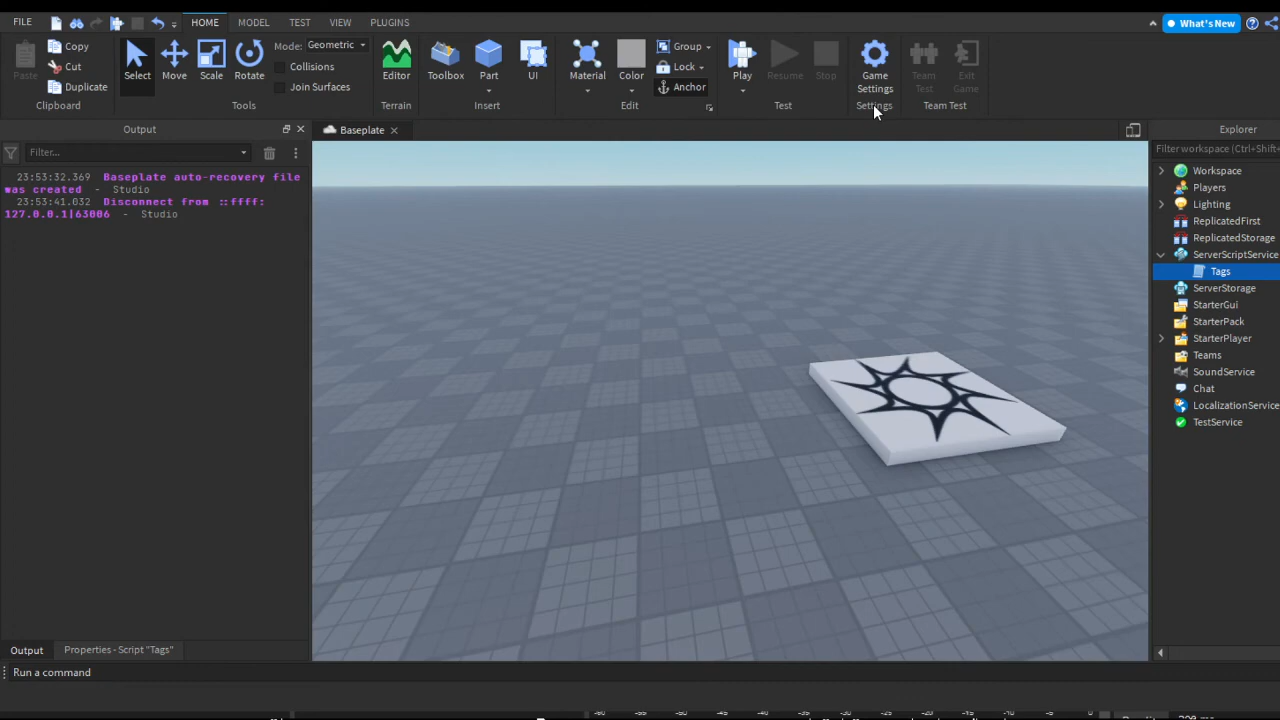 FILE HOME MODEL TEST VIEW PLUGINS What's New
Paste Copy Cut Duplicate Clipboard
Select Move Scale Rotate Mode: Geometric Collisions Join Surfaces Tools
Editor Terrain
Toolbox Part UI Insert
Material Color Group Lock Anchor Edit
Play Resume Stop Test
Game Settings Settings
Team Test Exit Game Team Test
Output
Filter...
23:53:32.369 Baseplate auto-recovery file
was created - Studio
23:53:41.032 Disconnect from ::ffff:
127.0.0.1|63006 - Studio
Baseplate
Explorer
Filter workspace (Ctrl+Shift+
Workspace
Players
Lighting
ReplicatedFirst
ReplicatedStorage
ServerScriptService
Tags
ServerStorage
StarterGui
StarterPack
StarterPlayer
Teams
SoundService
Chat
LocalizationService
TestService
Output Properties - Script "Tags"
Run a command